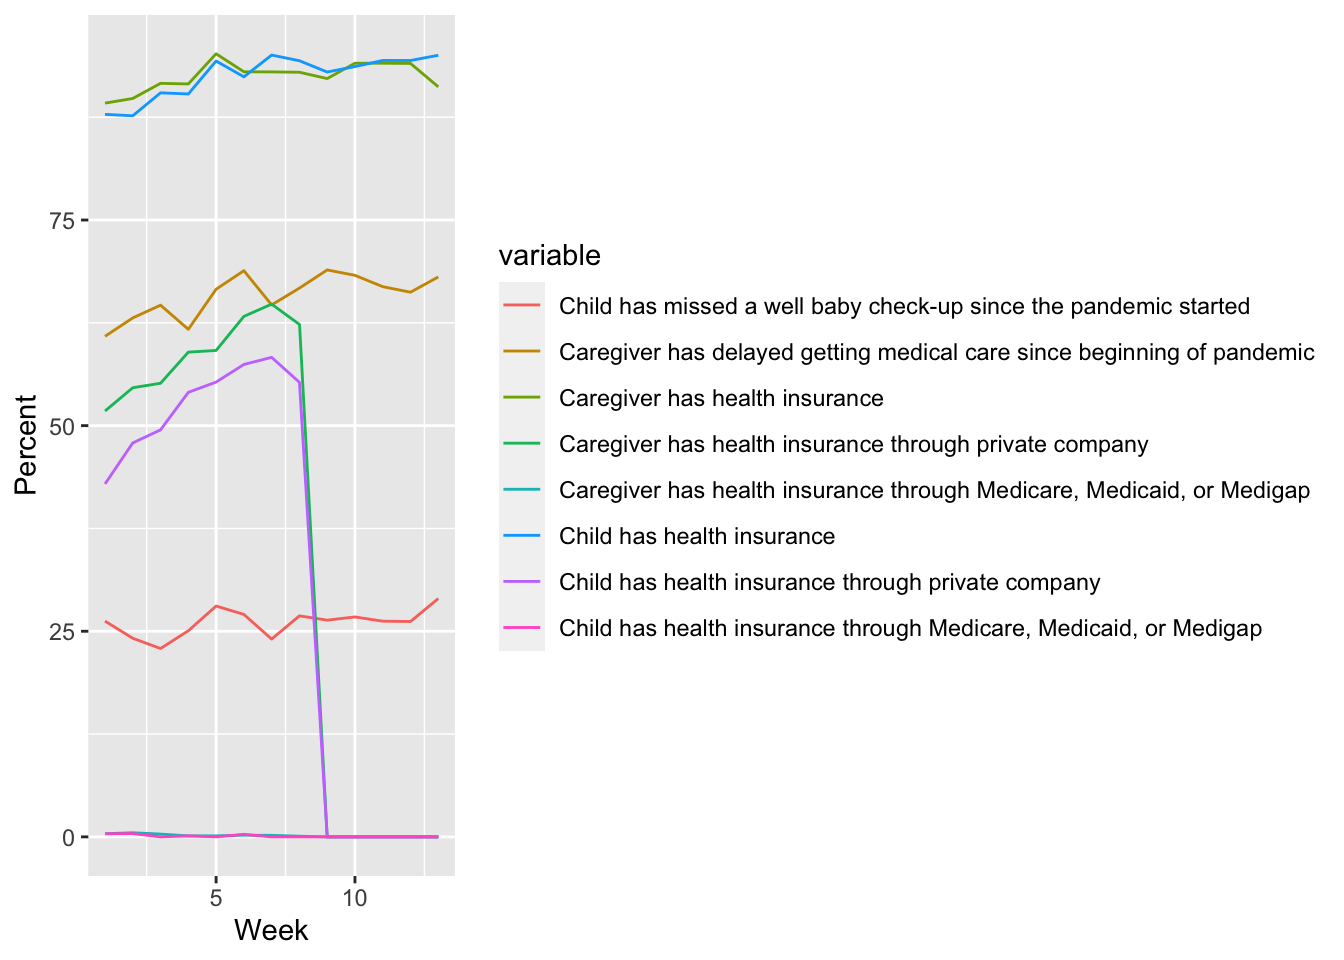 75
50
25
0
Percent
5
10
Week
variable
Child has missed a well baby check-up since the pandemic started
Caregiver has delayed getting medical care since beginning of pandemic
Caregiver has health insurance
Caregiver has health insurance through private company
Caregiver has health insurance through Medicare, Medicaid, or Medigap
Child has health insurance
Child has health insurance through private company
Child has health insurance through Medicare, Medicaid, or Medigap